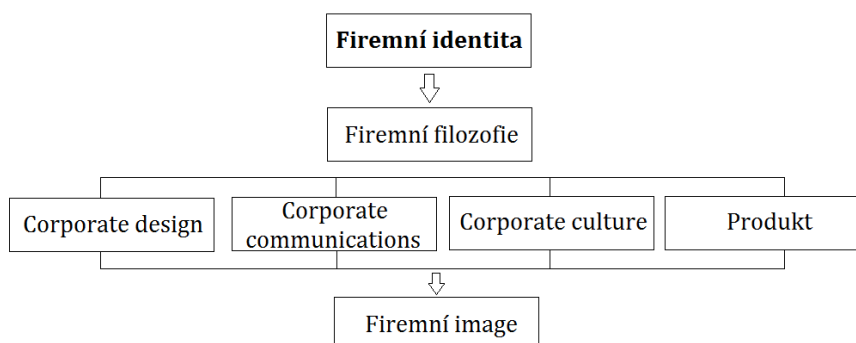 Firemní identita
Firemní filozofie
Corporate design
Corporate
communications
Corporate culture
Produkt
Firemní image